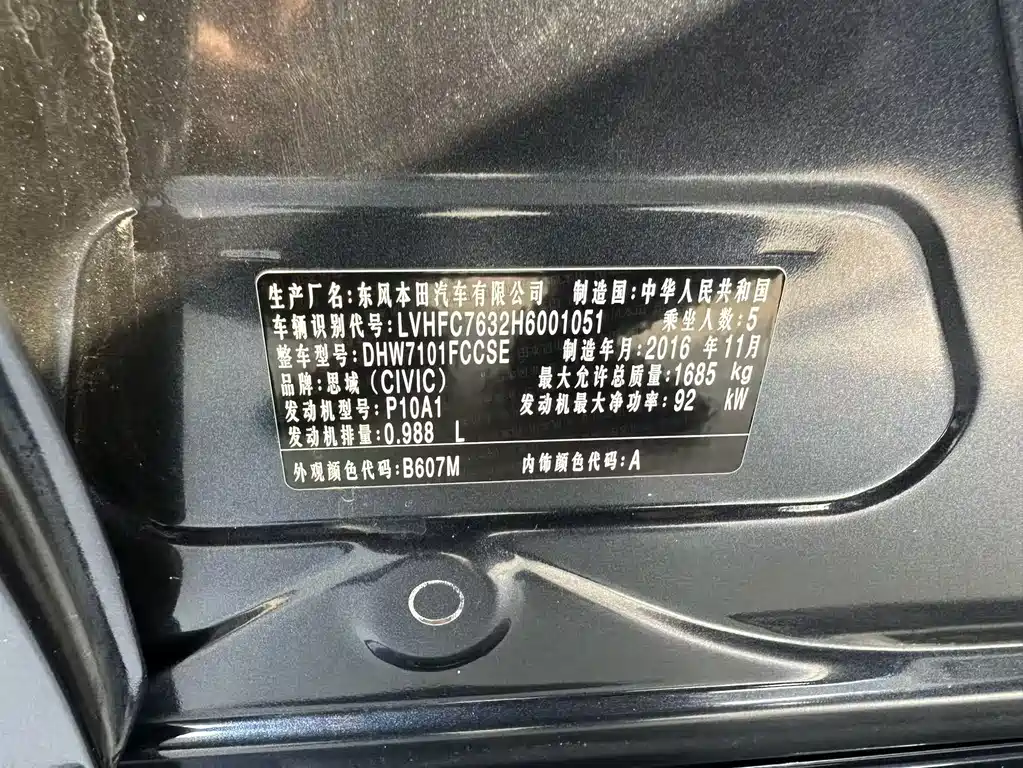 生产厂名:东风本田汽车有限公司 制造国:中华人民共和国
车辆识别代号:LVHFC7632H6001051 乘坐人数:5
整车型号:DHW7101FCCSE 制造年月:2016 年11月
品牌:思域(CIVIC) 最大允许总质量:1685 kg
发动机型号:P10A1 发动机最大净功率:92 kW
发动机排量:0.988 L
外观颜色代码:B607M 内饰颜色代码:A